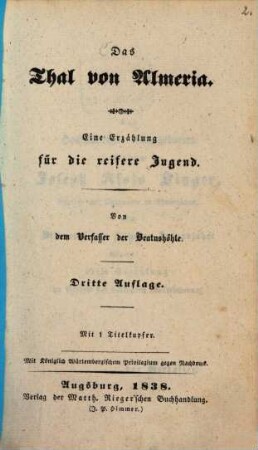 2.
Das
Thal von Almeria.
Eine Erzählung
für die reifere Jugend.
Von
dem Verfasser der Beatushöhle.
Dritte Auflage.
Mit 1 Titelkupfer.
Mit Königlich Würtembergischem Privilegium gegen Nachdruck.
Augsburg, 1838.
Verlag der Matth. Rieger'schen Buchhandlung.
(J. P. Himmer.)